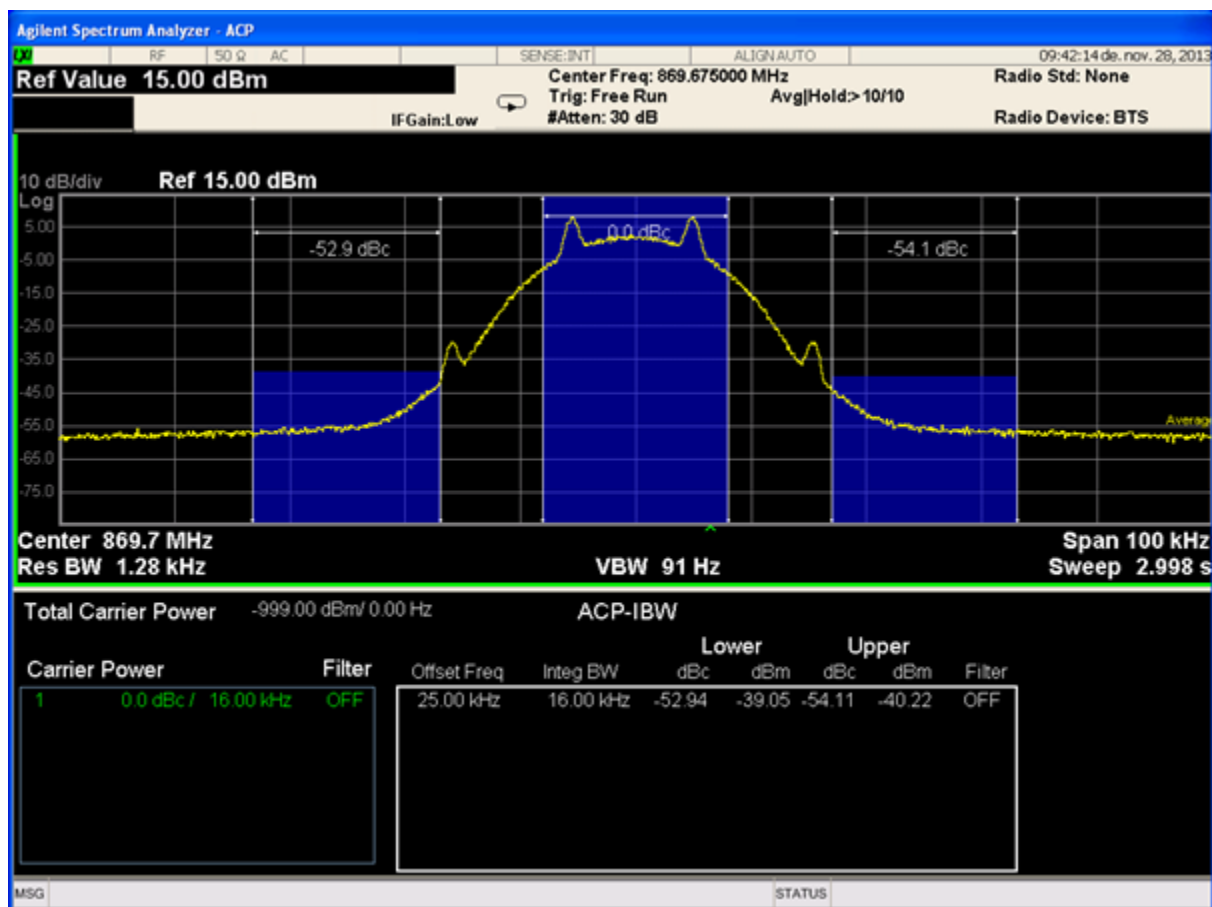 Agilent Spectrum Analyzer - ACP
LXI RF 50 Ω AC SENSE:INT ALIGN AUTO 09:42:14 de. nov. 28, 2013
Ref Value 15.00 dBm Center Freq: 869.675000 MHz Radio Std: None
Trig: Free Run Avg|Hold:> 10/10
IFGain:Low #Atten: 30 dB Radio Device: BTS
10 dB/div Ref 15.00 dBm
Log
5.00
0.0 dBc
-52.9 dBc -54.1 dBc
-5.00
-15.0
-25.0
-35.0
-45.0
-55.0
Average
-65.0
-75.0
Center 869.7 MHz Span 100 kHz
Res BW 1.28 kHz VBW 91 Hz Sweep 2.998 s
Total Carrier Power -999.00 dBm/ 0.00 Hz ACP-IBW
Lower Upper
Carrier Power Filter Offset Freq Integ BW dBc dBm dBc dBm Filter
1 0.0 dBc / 16.00 kHz OFF 25.00 kHz 16.00 kHz -52.94 -39.05 -54.11 -40.22 OFF
MSG STATUS